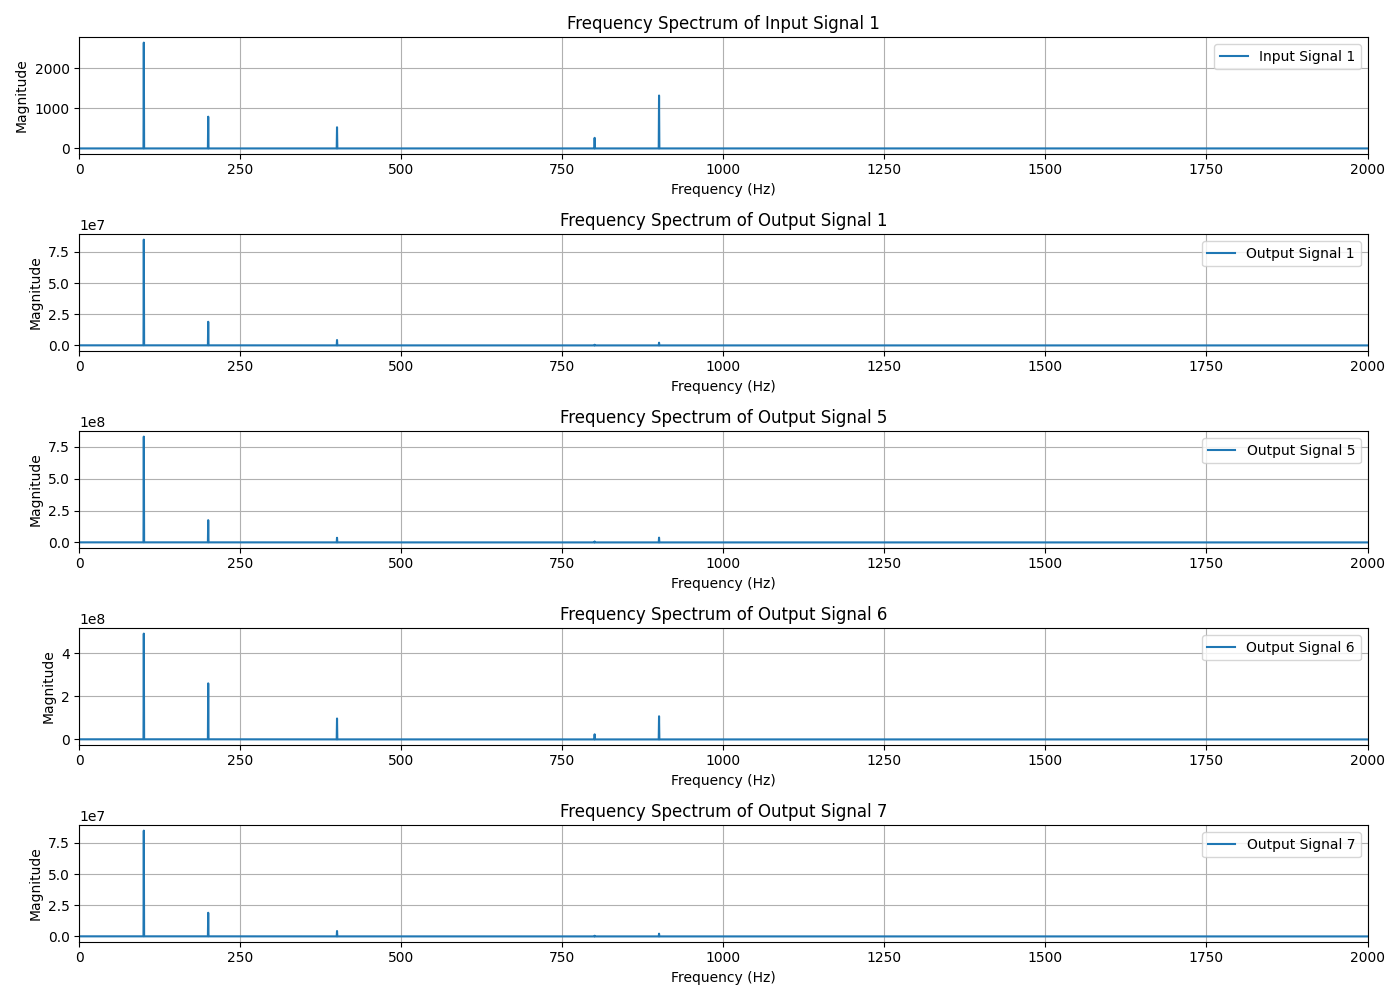 Frequency Spectrum of Input Signal 1
Magnitude
2000
1000
0
Input Signal 1
0 250 500 750 1000 1250 1500 1750 2000
Frequency (Hz)
Frequency Spectrum of Output Signal 1
1e7
Magnitude
7.5
5.0
2.5
0.0
Output Signal 1
0 250 500 750 1000 1250 1500 1750 2000
Frequency (Hz)
Frequency Spectrum of Output Signal 5
1e8
Magnitude
7.5
5.0
2.5
0.0
Output Signal 5
0 250 500 750 1000 1250 1500 1750 2000
Frequency (Hz)
Frequency Spectrum of Output Signal 6
1e8
Magnitude
4
2
0
Output Signal 6
0 250 500 750 1000 1250 1500 1750 2000
Frequency (Hz)
Frequency Spectrum of Output Signal 7
1e7
Magnitude
7.5
5.0
2.5
0.0
Output Signal 7
0 250 500 750 1000 1250 1500 1750 2000
Frequency (Hz)